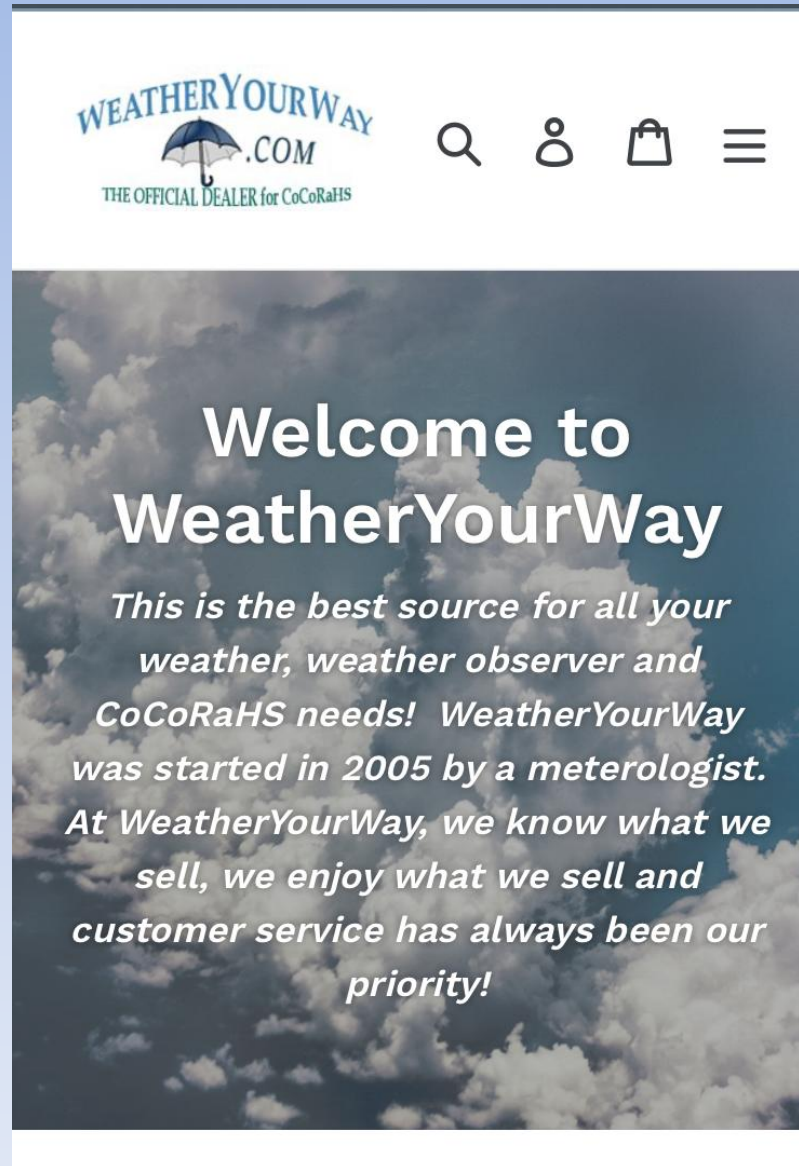 WEATHERYOURWAY
.COM
THE OFFICIAL DEALER for CoCoRaHS
Welcome to
WeatherYourWay
This is the best source for all your
weather, weather observer and
CoCoRaHS needs!  WeatherYourWay
was started in 2005 by a meterologist.
At WeatherYourWay, we know what we
sell, we enjoy what we sell and
customer service has always been our
priority!